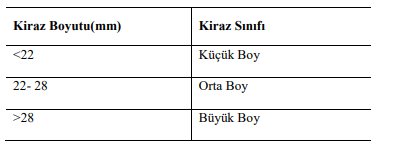 Kiraz Boyutu(mm) Kiraz Sınıfı
<22 Küçük Boy
22- 28 Orta Boy
>28 Büyük Boy